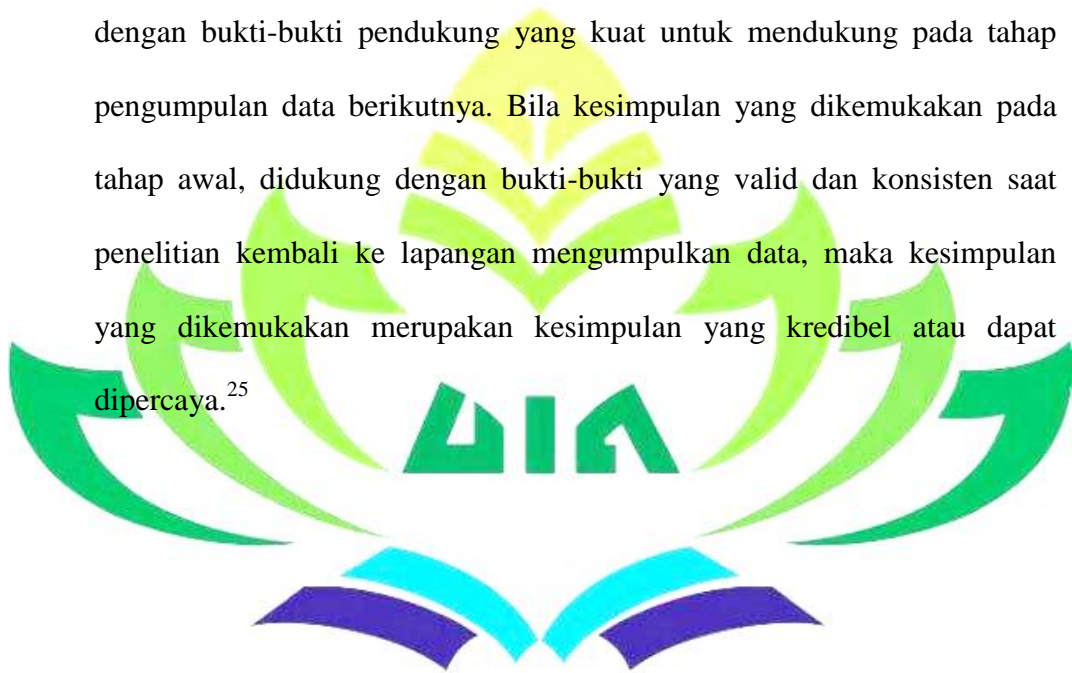 dengan bukti-bukti pendukung yang kuat untuk mendukung pada tahap
pengumpulan data berikutnya. Bila kesimpulan yang dikemukakan pada
tahap awal, didukung dengan bukti-bukti yang valid dan konsisten saat
penelitian kembali ke lapangan mengumpulkan data, maka kesimpulan
yang dikemukakan merupakan kesimpulan yang kredibel atau dapat
dipercaya.²⁵